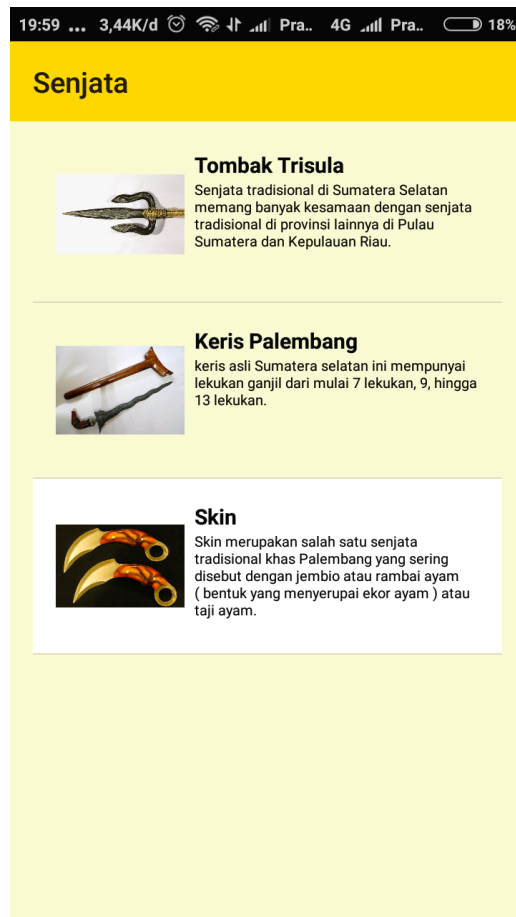 19:59 ... 3,44K/d Pra.. 4G Pra.. 18%
Senjata
Tombak Trisula
Senjata tradisional di Sumatera Selatan
memang banyak kesamaan dengan senjata
tradisional di provinsi lainnya di Pulau
Sumatera dan Kepulauan Riau.
Keris Palembang
keris asli Sumatera selatan ini mempunyai
lekukan ganjil dari mulai 7 lekukan, 9, hingga
13 lekukan.
Skin
Skin merupakan salah satu senjata
tradisional khas Palembang yang sering
disebut dengan jembio atau rambai ayam
( bentuk yang menyerupai ekor ayam ) atau
taji ayam.